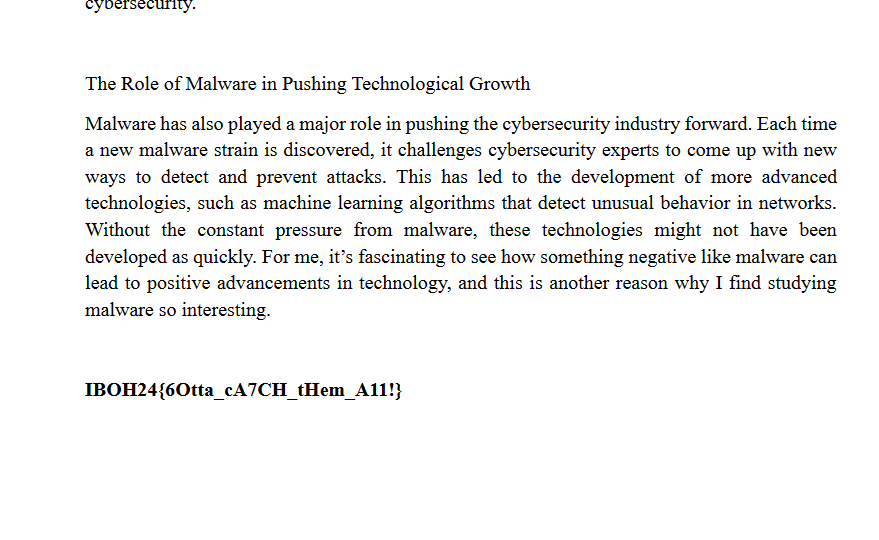 cybersecurity.
The Role of Malware in Pushing Technological Growth
Malware has also played a major role in pushing the cybersecurity industry forward. Each time
a new malware strain is discovered, it challenges cybersecurity experts to come up with new
ways to detect and prevent attacks. This has led to the development of more advanced
technologies, such as machine learning algorithms that detect unusual behavior in networks.
Without the constant pressure from malware, these technologies might not have been
developed as quickly. For me, it’s fascinating to see how something negative like malware can
lead to positive advancements in technology, and this is another reason why I find studying
malware so interesting.
IBOH24{6Otta_cA7CH_tHem_A11!}